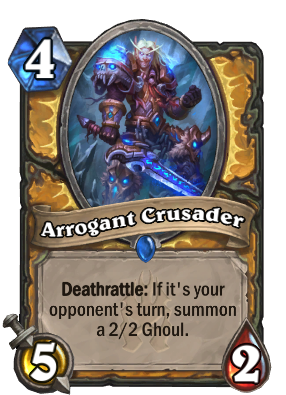 4
Arrogant Crusader
Deathrattle: If it's your
opponent's turn, summon
a 2/2 Ghoul.
5
2